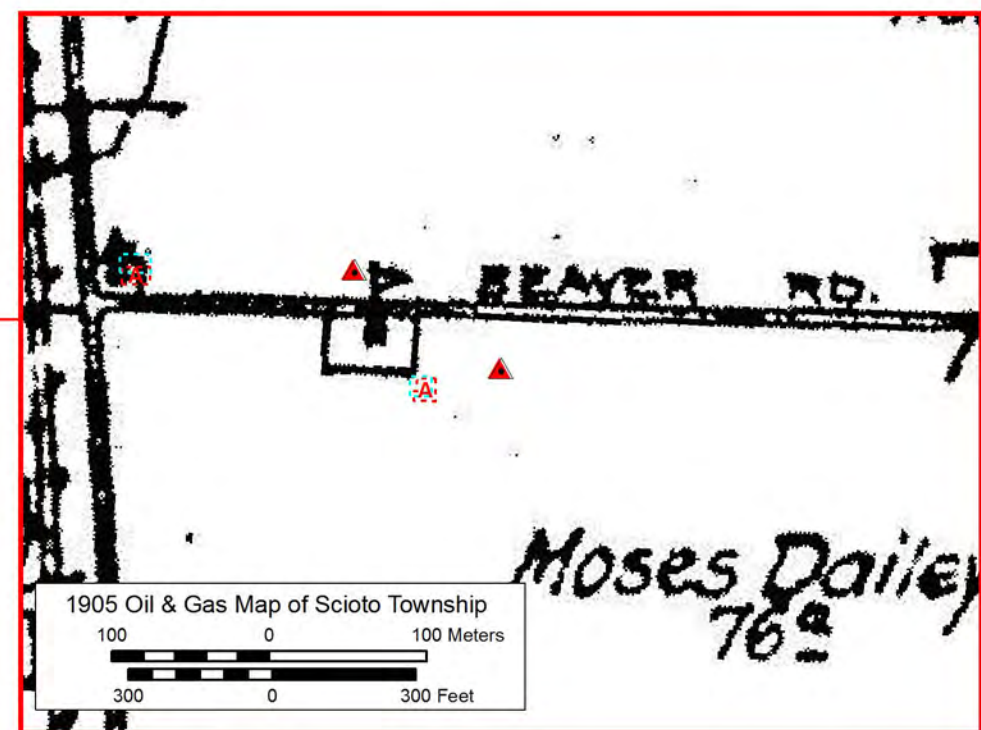 A
BEAVER RD.
A
Moses Dailey
76a
1905 Oil & Gas Map of Scioto Township
100 0 100 Meters
300 0 300 Feet